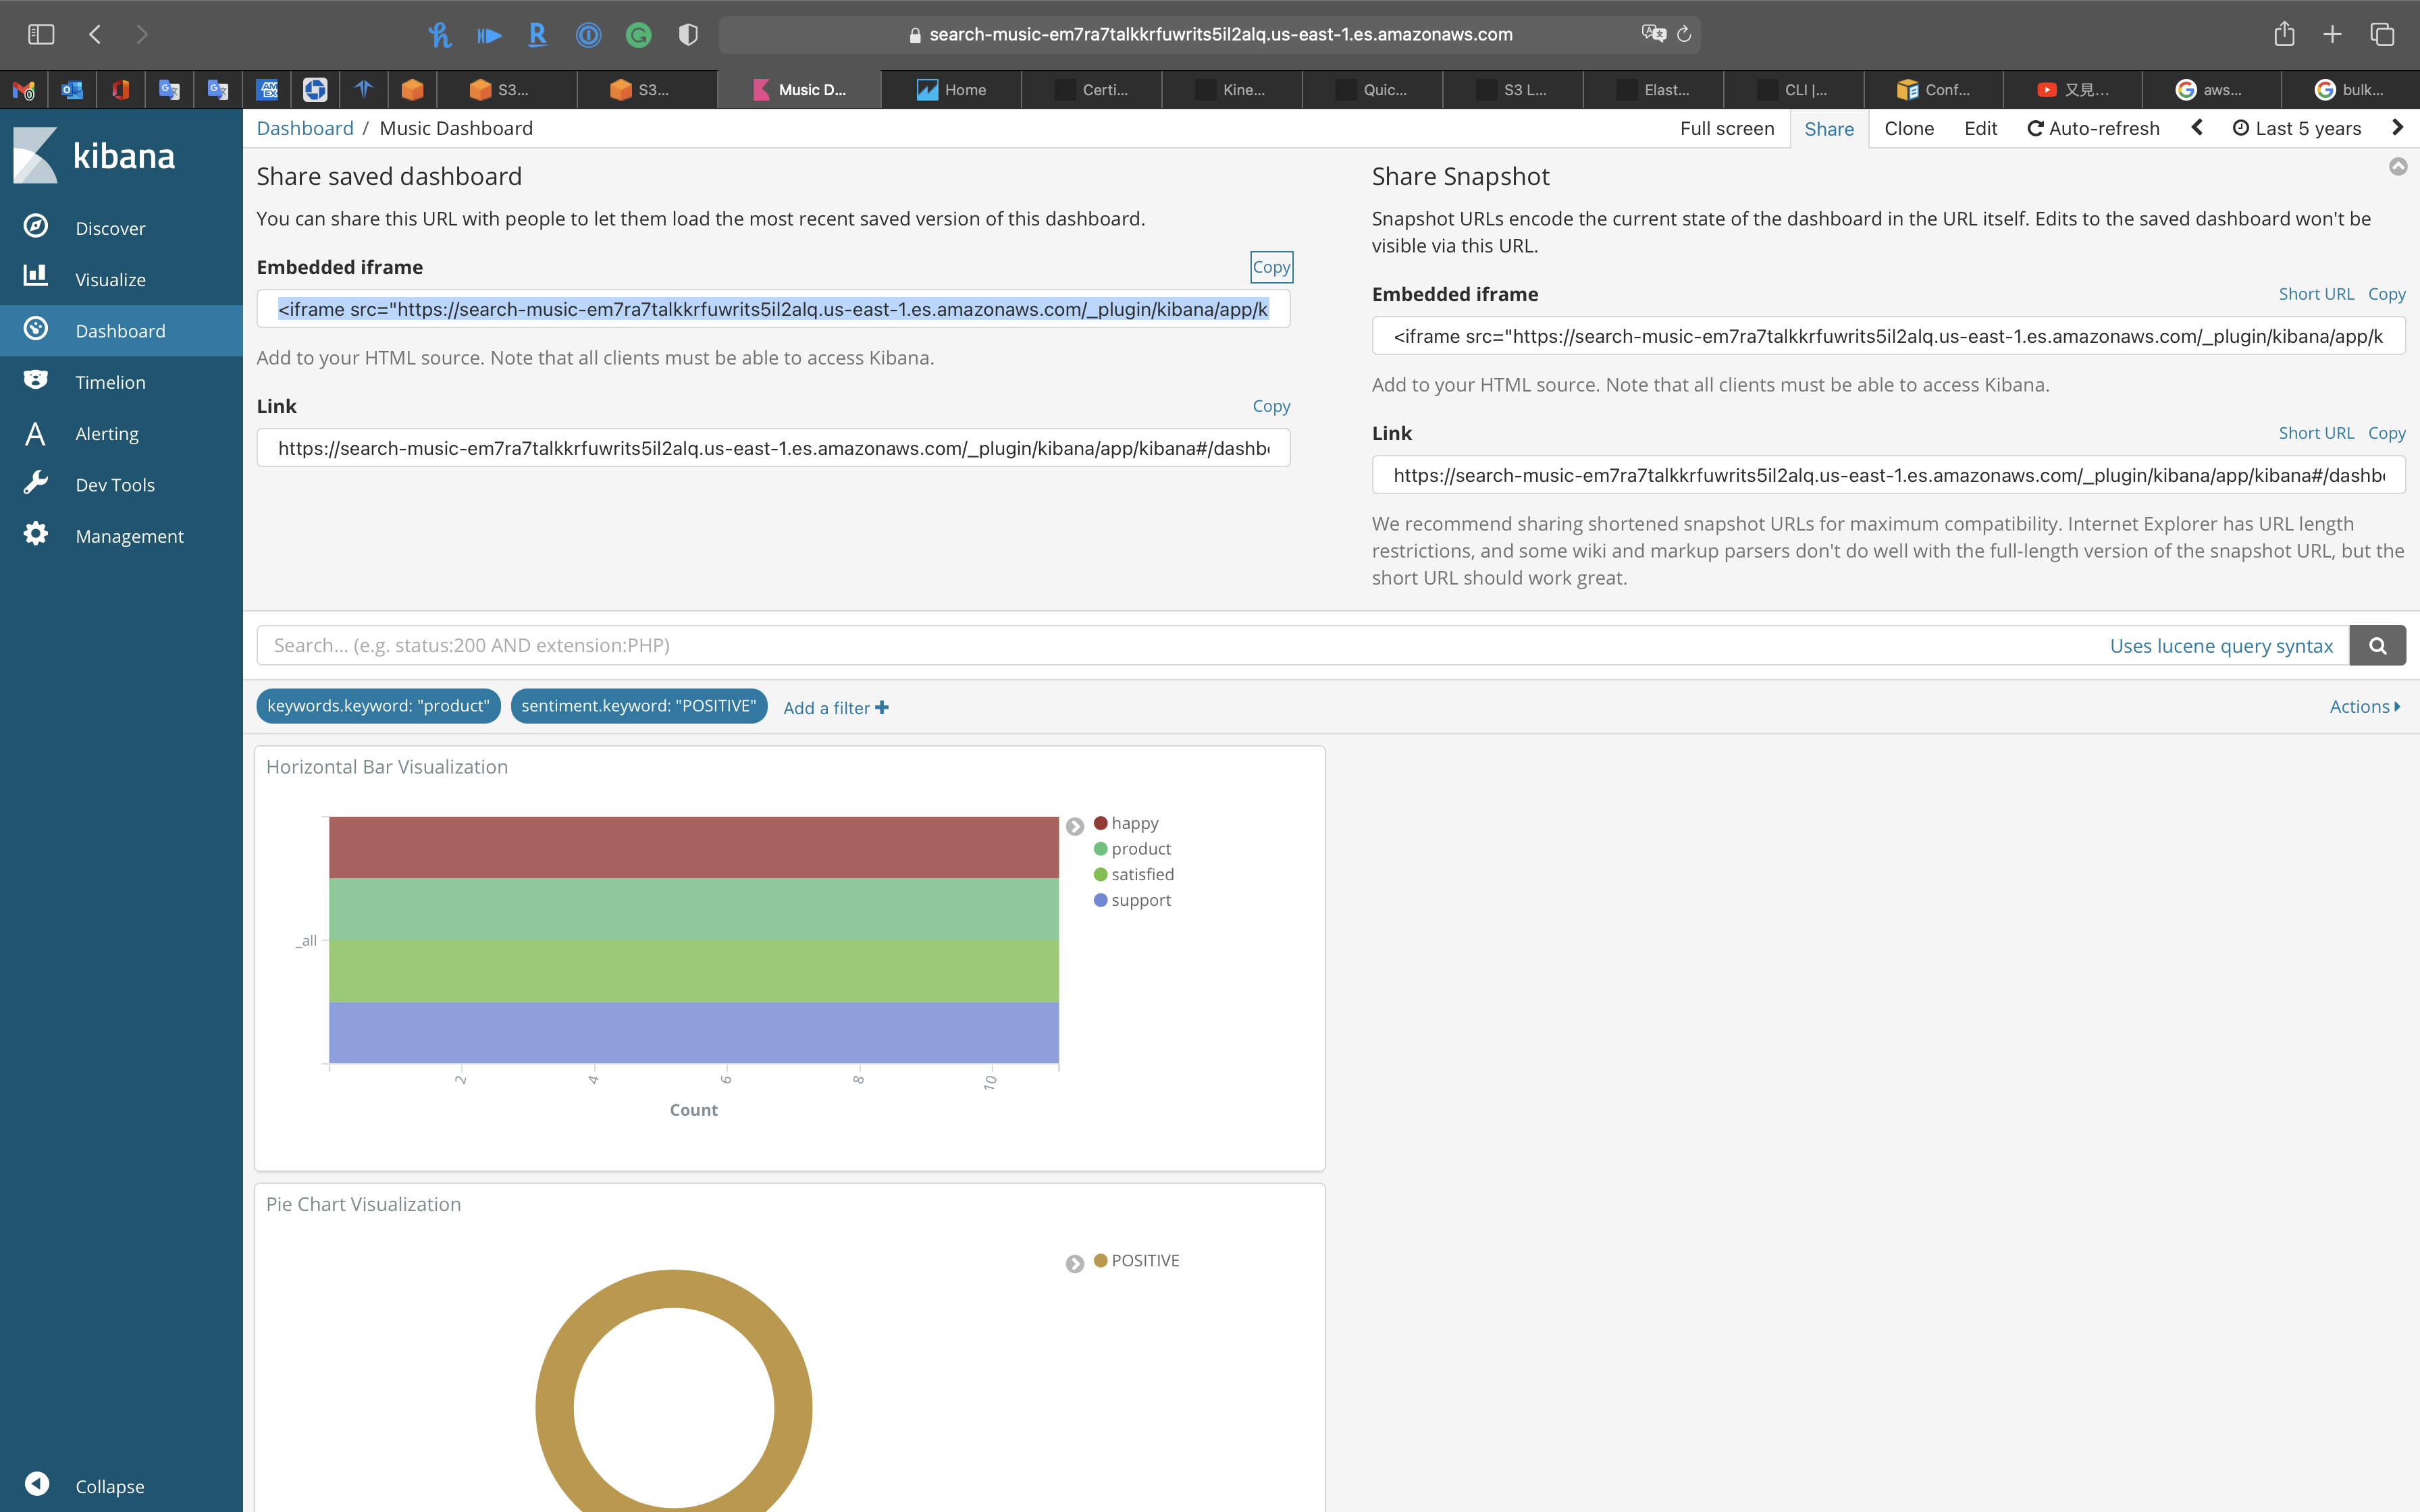 search-music-em7ra7talkkrfuwrits5il2alq.us-east-1.es.amazonaws.com
S3...
S3...
Music D...
Home
Certi...
Kine...
Quic...
S3 L...
Elast...
CLI |...
Conf...
又見...
aws...
bulk...
kibana
Discover
Visualize
Dashboard
Timelion
Alerting
Dev Tools
Management
Collapse
Dashboard / Music Dashboard
Full screen
Share
Clone
Edit
Auto-refresh
Last 5 years
Share saved dashboard
You can share this URL with people to let them load the most recent saved version of this dashboard.
Embedded iframe
Copy
<iframe src="https://search-music-em7ra7talkkrfuwrits5il2alq.us-east-1.es.amazonaws.com/_plugin/kibana/app/k
Add to your HTML source. Note that all clients must be able to access Kibana.
Link
Copy
https://search-music-em7ra7talkkrfuwrits5il2alq.us-east-1.es.amazonaws.com/_plugin/kibana/app/kibana#/dashb
Share Snapshot
Snapshot URLs encode the current state of the dashboard in the URL itself. Edits to the saved dashboard won't be
visible via this URL.
Embedded iframe
Short URL Copy
<iframe src="https://search-music-em7ra7talkkrfuwrits5il2alq.us-east-1.es.amazonaws.com/_plugin/kibana/app/k
Add to your HTML source. Note that all clients must be able to access Kibana.
Link
Short URL Copy
https://search-music-em7ra7talkkrfuwrits5il2alq.us-east-1.es.amazonaws.com/_plugin/kibana/app/kibana#/dashb
We recommend sharing shortened snapshot URLs for maximum compatibility. Internet Explorer has URL length
restrictions, and some wiki and markup parsers don't do well with the full-length version of the snapshot URL, but the
short URL should work great.
Search... (e.g. status:200 AND extension:PHP)
Uses lucene query syntax
keywords.keyword: "product"
sentiment.keyword: "POSITIVE"
Add a filter +
Actions
Horizontal Bar Visualization
_all
2
4
6
8
10
Count
happy
product
satisfied
support
Pie Chart Visualization
POSITIVE